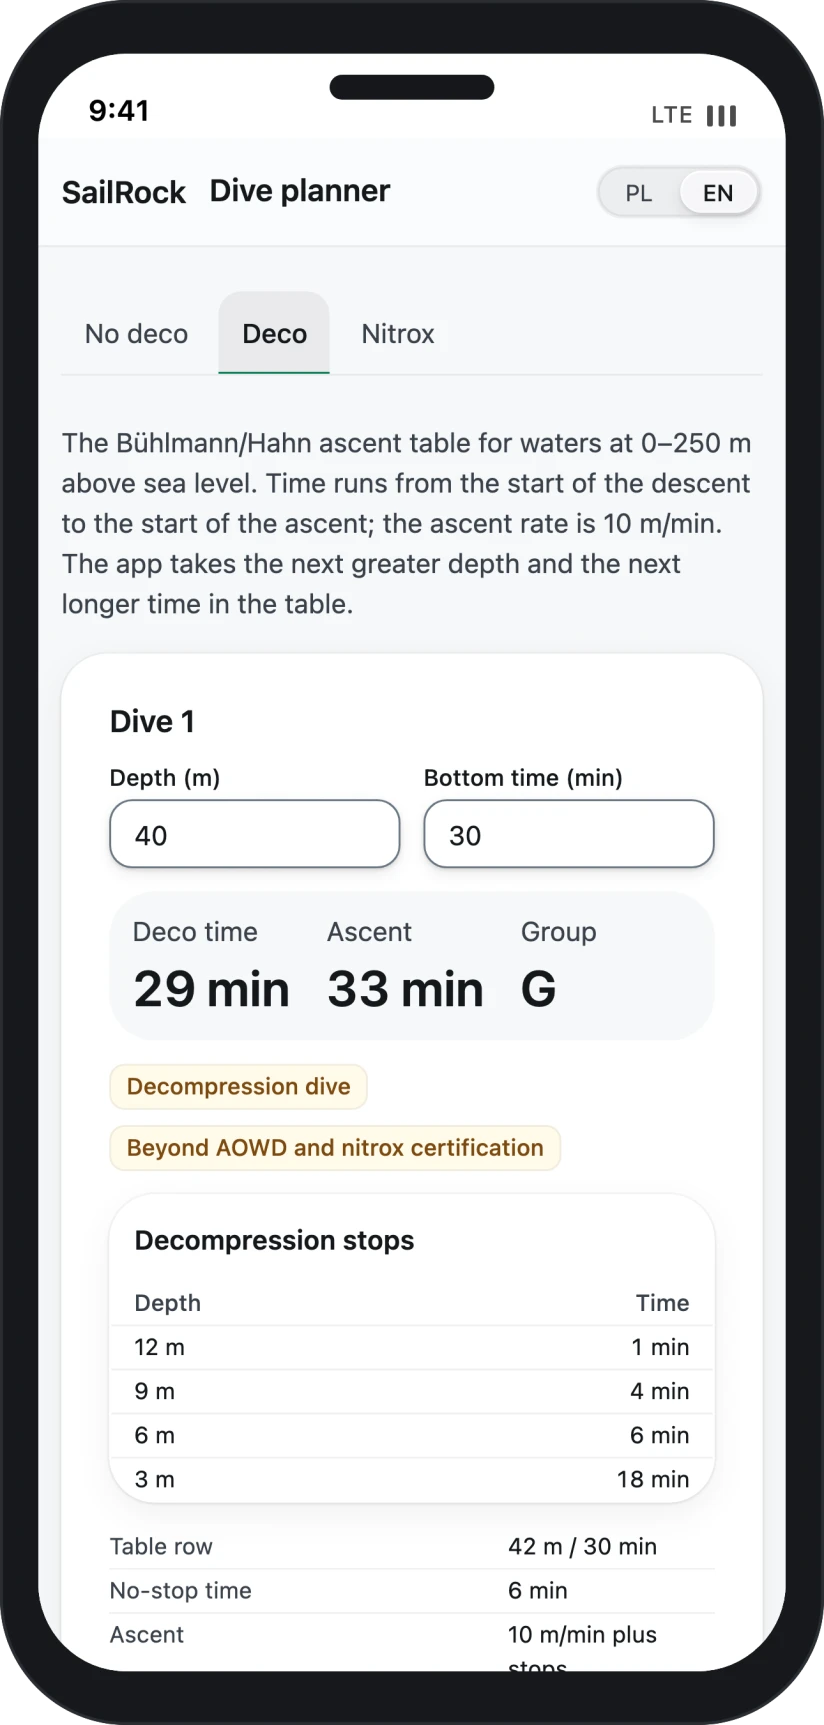 9:41
LTE
SailRock Dive planner PL EN
No deco Deco Nitrox
The Bühlmann/Hahn ascent table for waters at 0–250 m
above sea level. Time runs from the start of the descent
to the start of the ascent; the ascent rate is 10 m/min.
The app takes the next greater depth and the next
longer time in the table.
Dive 1
Depth (m) Bottom time (min)
40 30
Deco time Ascent Group
29 min 33 min G
Decompression dive
Beyond AOWD and nitrox certification
Decompression stops
Depth Time
12 m 1 min
9 m 4 min
6 m 6 min
3 m 18 min
Table row 42 m / 30 min
No-stop time 6 min
Ascent 10 m/min plus
stops